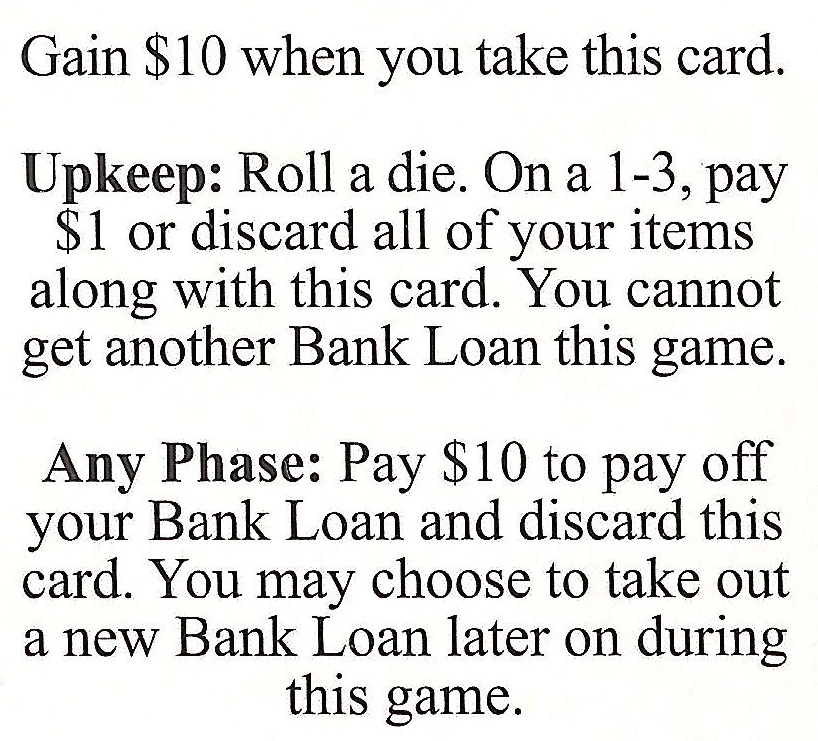 Gain $10 when you take this card.
Upkeep: Roll a die. On a 1-3, pay
$1 or discard all of your items
along with this card. You cannot
get another Bank Loan this game.
Any Phase: Pay $10 to pay off
your Bank Loan and discard this
card. You may choose to take out
a new Bank Loan later on during
this game.